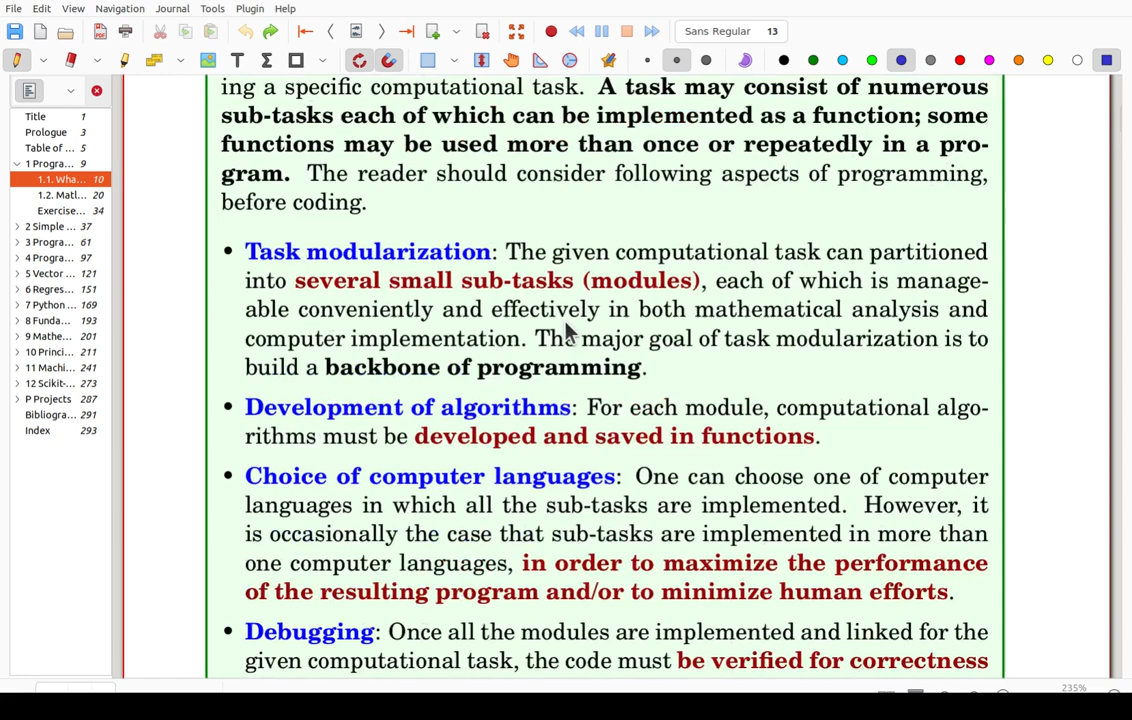 File Edit View Navigation Journal Tools Plugin Help
Sans Regular 13
Title 1
Prologue 3
Table of ... 5
1 Progra... 9
1.1. Wha... 10
1.2. Matl... 20
Exercise... 34
2 Simple ... 37
3 Progra... 61
4 Progra... 97
5 Vector ... 121
6 Regres... 151
7 Python ... 169
8 Funda... 193
9 Mathe... 201
10 Princi... 211
11 Machi... 241
12 Scikit-... 273
P Projects 287
Bibliogra... 291
Index 293
ing a specific computational task. A task may consist of numerous
sub-tasks each of which can be implemented as a function; some
functions may be used more than once or repeatedly in a pro-
gram. The reader should consider following aspects of programming,
before coding.
• Task modularization: The given computational task can partitioned
into several small sub-tasks (modules), each of which is manage-
able conveniently and effectively in both mathematical analysis and
computer implementation. The major goal of task modularization is to
build a backbone of programming.
• Development of algorithms: For each module, computational algo-
rithms must be developed and saved in functions.
• Choice of computer languages: One can choose one of computer
languages in which all the sub-tasks are implemented. However, it
is occasionally the case that sub-tasks are implemented in more than
one computer languages, in order to maximize the performance
of the resulting program and/or to minimize human efforts.
• Debugging: Once all the modules are implemented and linked for the
given computational task, the code must be verified for correctness
235%